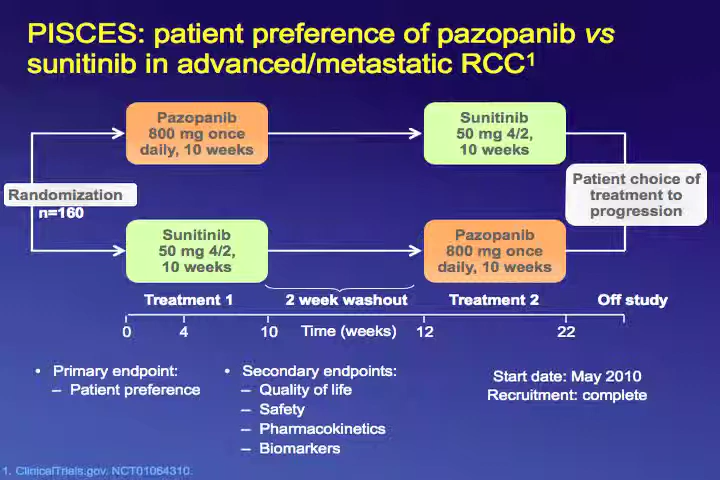 PISCES: patient preference of pazopanib vs
sunitinib in advanced/metastatic RCC¹
Pazopanib
800 mg once
daily, 10 weeks
Sunitinib
50 mg 4/2,
10 weeks
Randomization
n=160
Patient choice of
treatment to
progression
Sunitinib
50 mg 4/2,
10 weeks
Pazopanib
800 mg once
daily, 10 weeks
Treatment 1
2 week washout
Treatment 2
Off study
0 4 10 Time (weeks) 12 22
• Primary endpoint:
– Patient preference
• Secondary endpoints:
– Quality of life
– Safety
– Pharmacokinetics
– Biomarkers
Start date: May 2010
Recruitment: complete
1. ClinicalTrials.gov. NCT01064310.